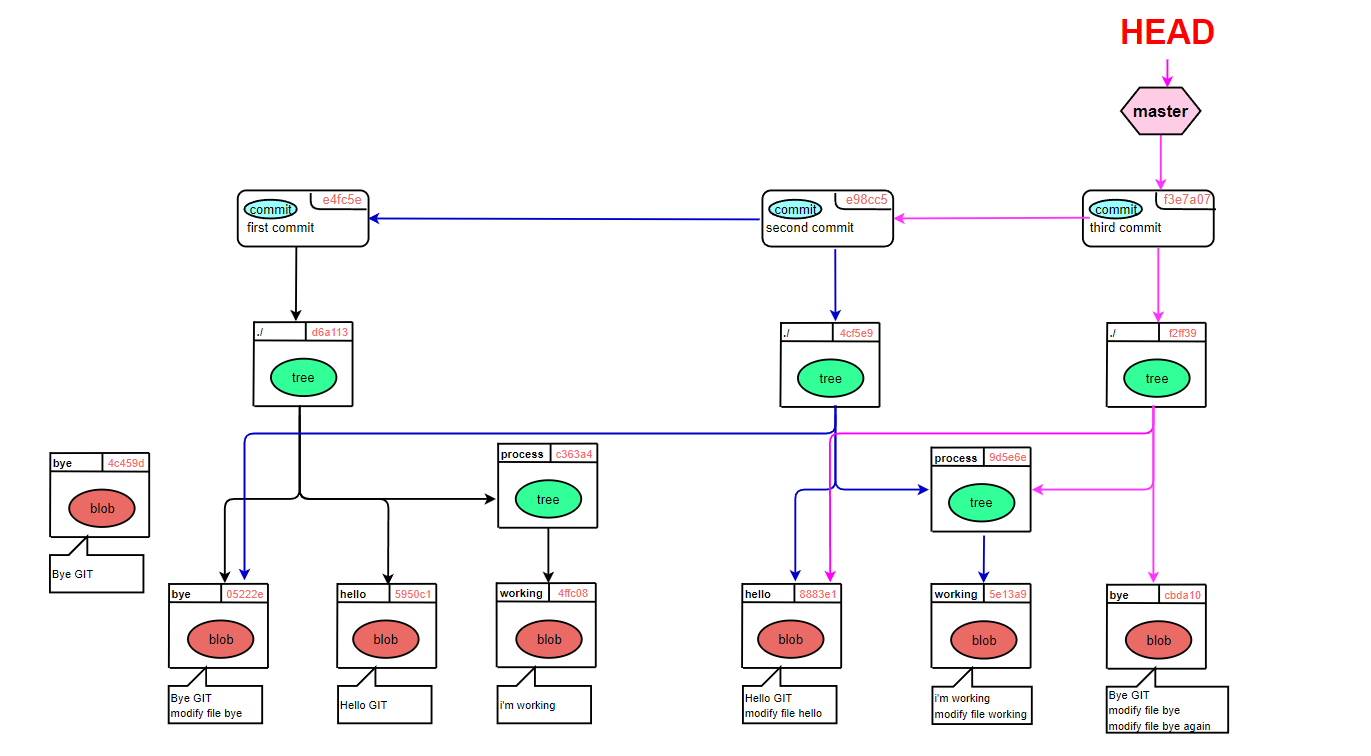 HEAD
master
e4fc5e
commit
first commit
e98cc5
commit
second commit
f3e7a07
commit
third commit
./ d6a113
tree
./ 4cf5e9
tree
./ f2ff39
tree
bye 4c459d
blob
Bye GIT
process c363a4
tree
process 9d5e6e
tree
bye 05222e
blob
Bye GIT
modify file bye
hello 5950c1
blob
Hello GIT
working 4ffc08
blob
i'm working
hello 8883e1
blob
Hello GIT
modify file hello
working 5e13a9
blob
i'm working
modify file working
bye cbda10
blob
Bye GIT
modify file bye
modify file bye again